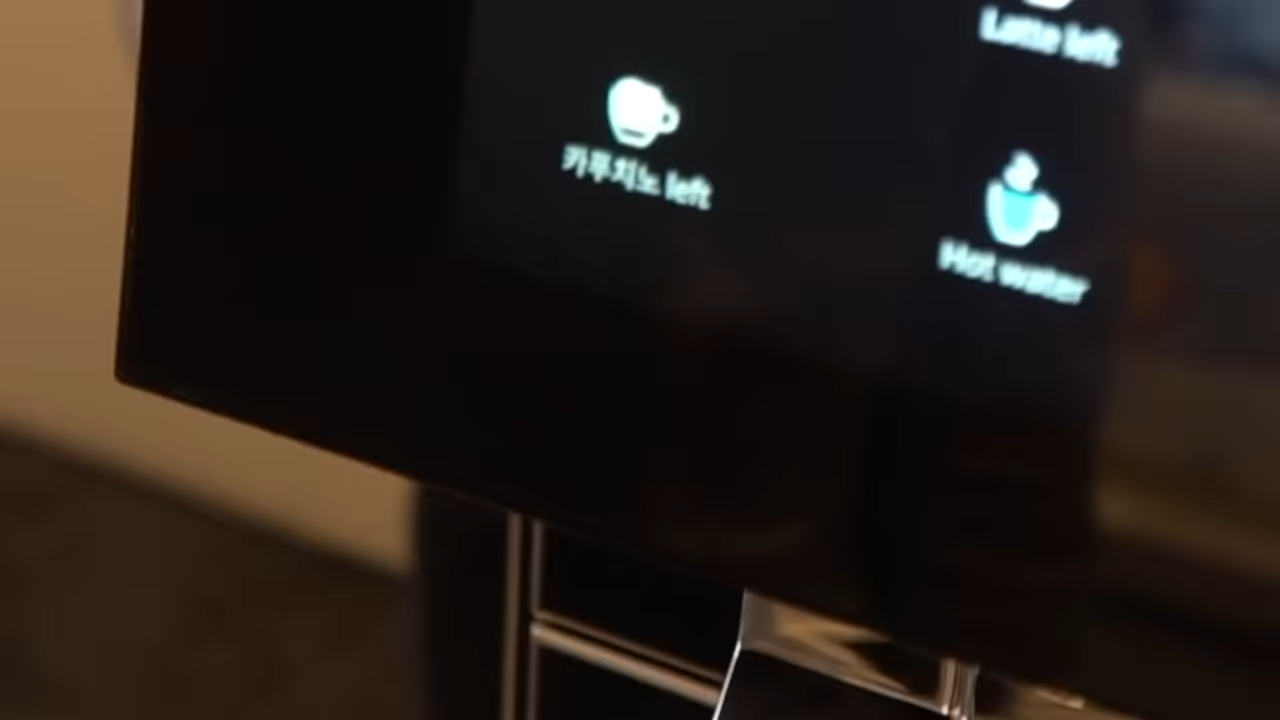 Latte left
카푸치노 left
Hot water